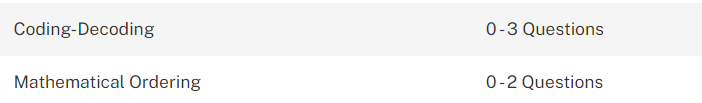 Coding-Decoding 0-3 Questions
Mathematical Ordering 0-2 Questions